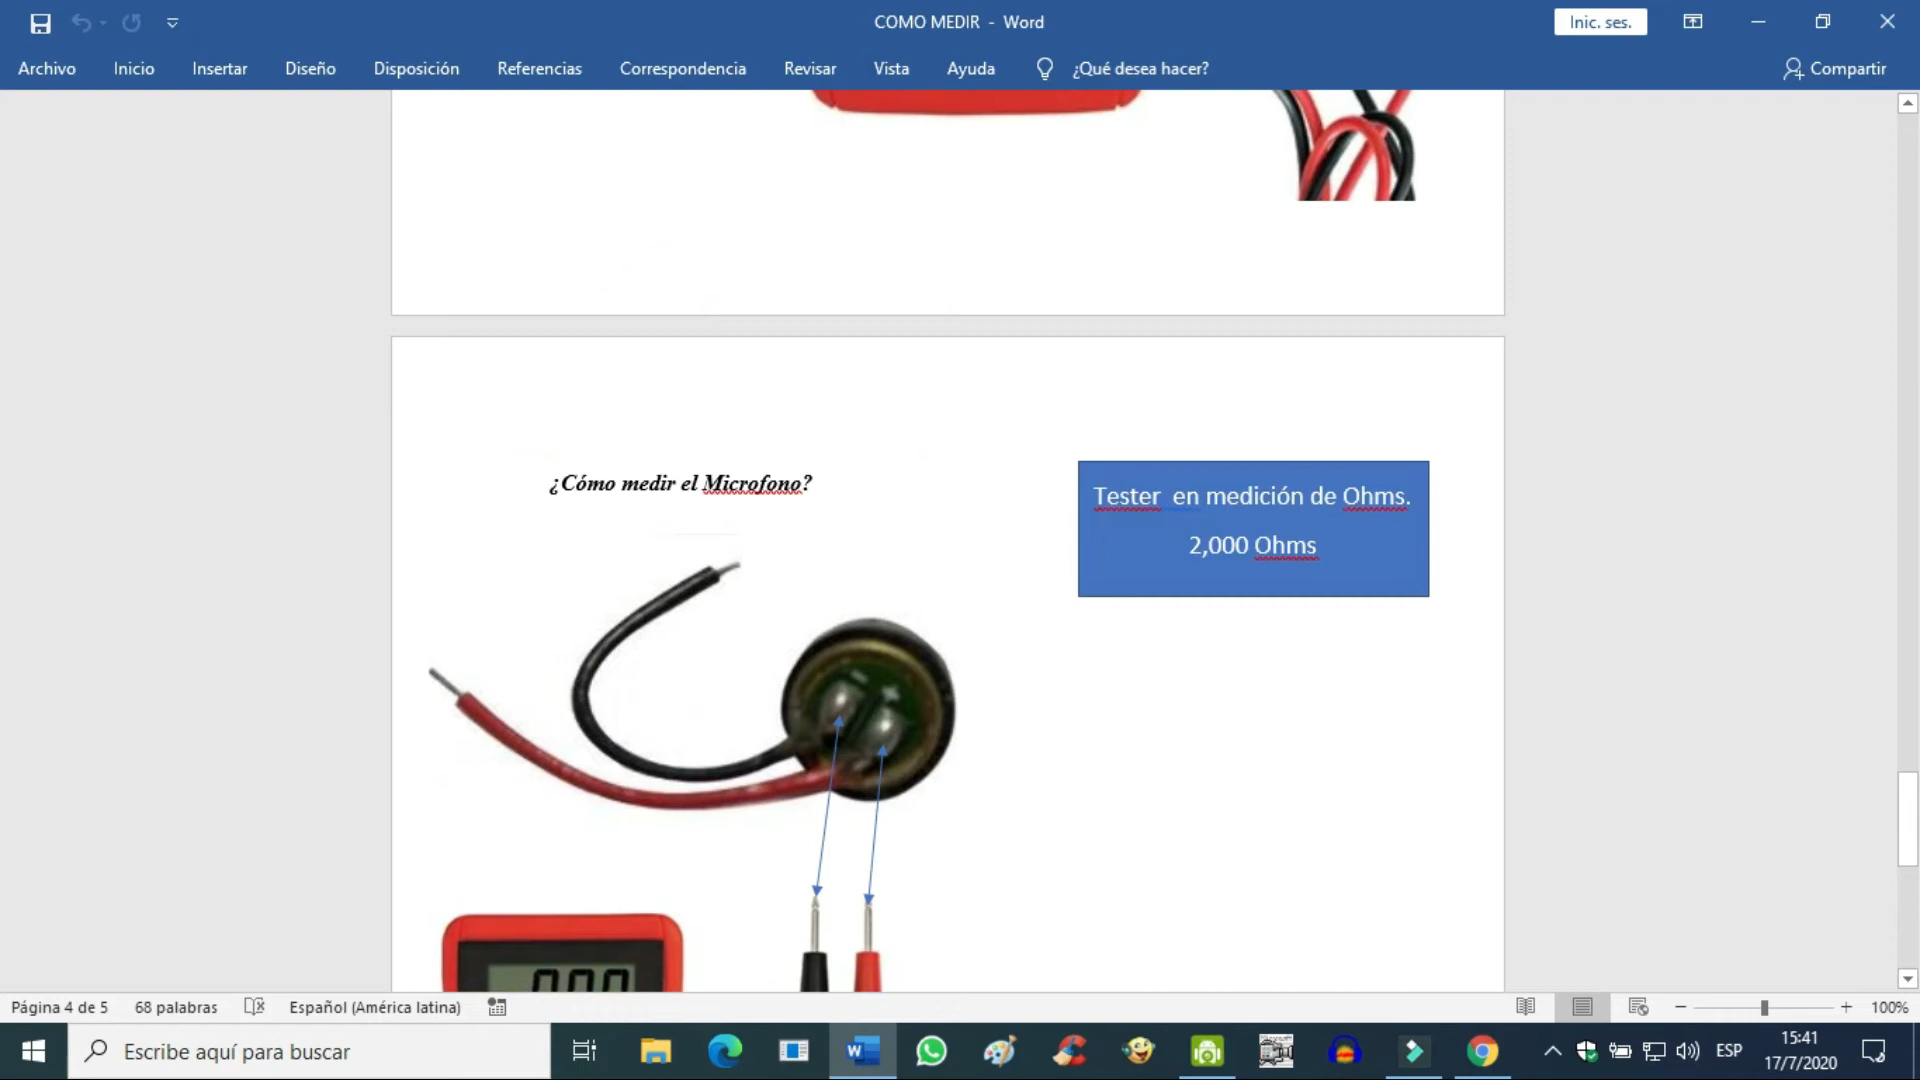 COMO MEDIR - Word
Inic. ses.
Archivo Inicio Insertar Diseño Disposición Referencias Correspondencia Revisar Vista Ayuda ¿Qué desea hacer? Compartir
¿Cómo medir el Microfono?
Tester en medición de Ohms.
2,000 Ohms
- +
000
Página 4 de 5 68 palabras Español (América latina) 100%
Escribe aquí para buscar
ESP
15:41
17/7/2020